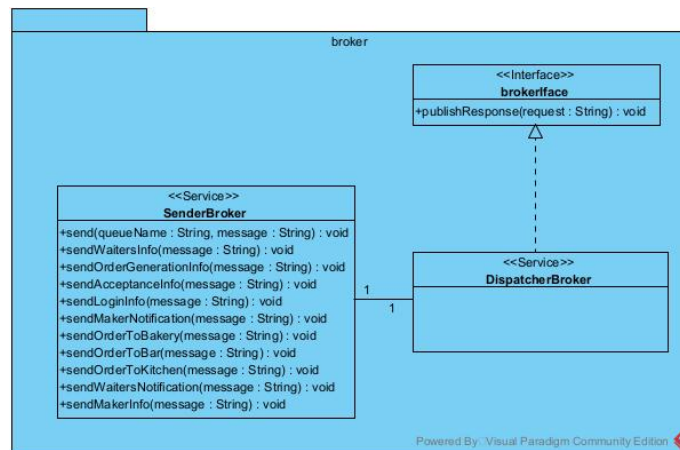 broker
<<Interface>>
brokerIface
+publishResponse(request : String) : void
<<Service>>
SenderBroker
+send(queueName : String, message : String) : void
+sendWaitersInfo(message : String) : void
+sendOrderGenerationInfo(message : String) : void
+sendAcceptanceInfo(message : String) : void
+sendLoginInfo(message : String) : void
+sendMakerNotification(message : String) : void
+sendOrderToBakery(message : String) : void
+sendOrderToBar(message : String) : void
+sendOrderToKitchen(message : String) : void
+sendWaitersNotification(message : String) : void
+sendMakerInfo(message : String) : void
1
1
<<Service>>
DispatcherBroker
Powered By Visual Paradigm Community Edition